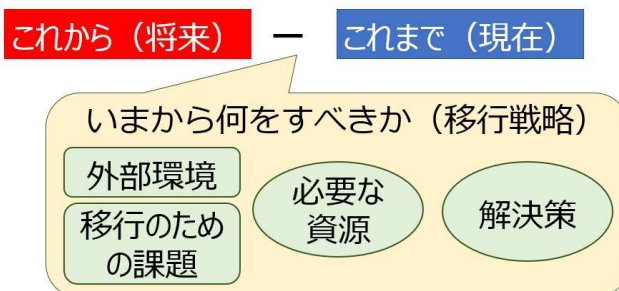 これから（将来） ー これまで（現在）
いまから何をすべきか（移行戦略）
外部環境
移行のため
の課題
必要な
資源
解決策